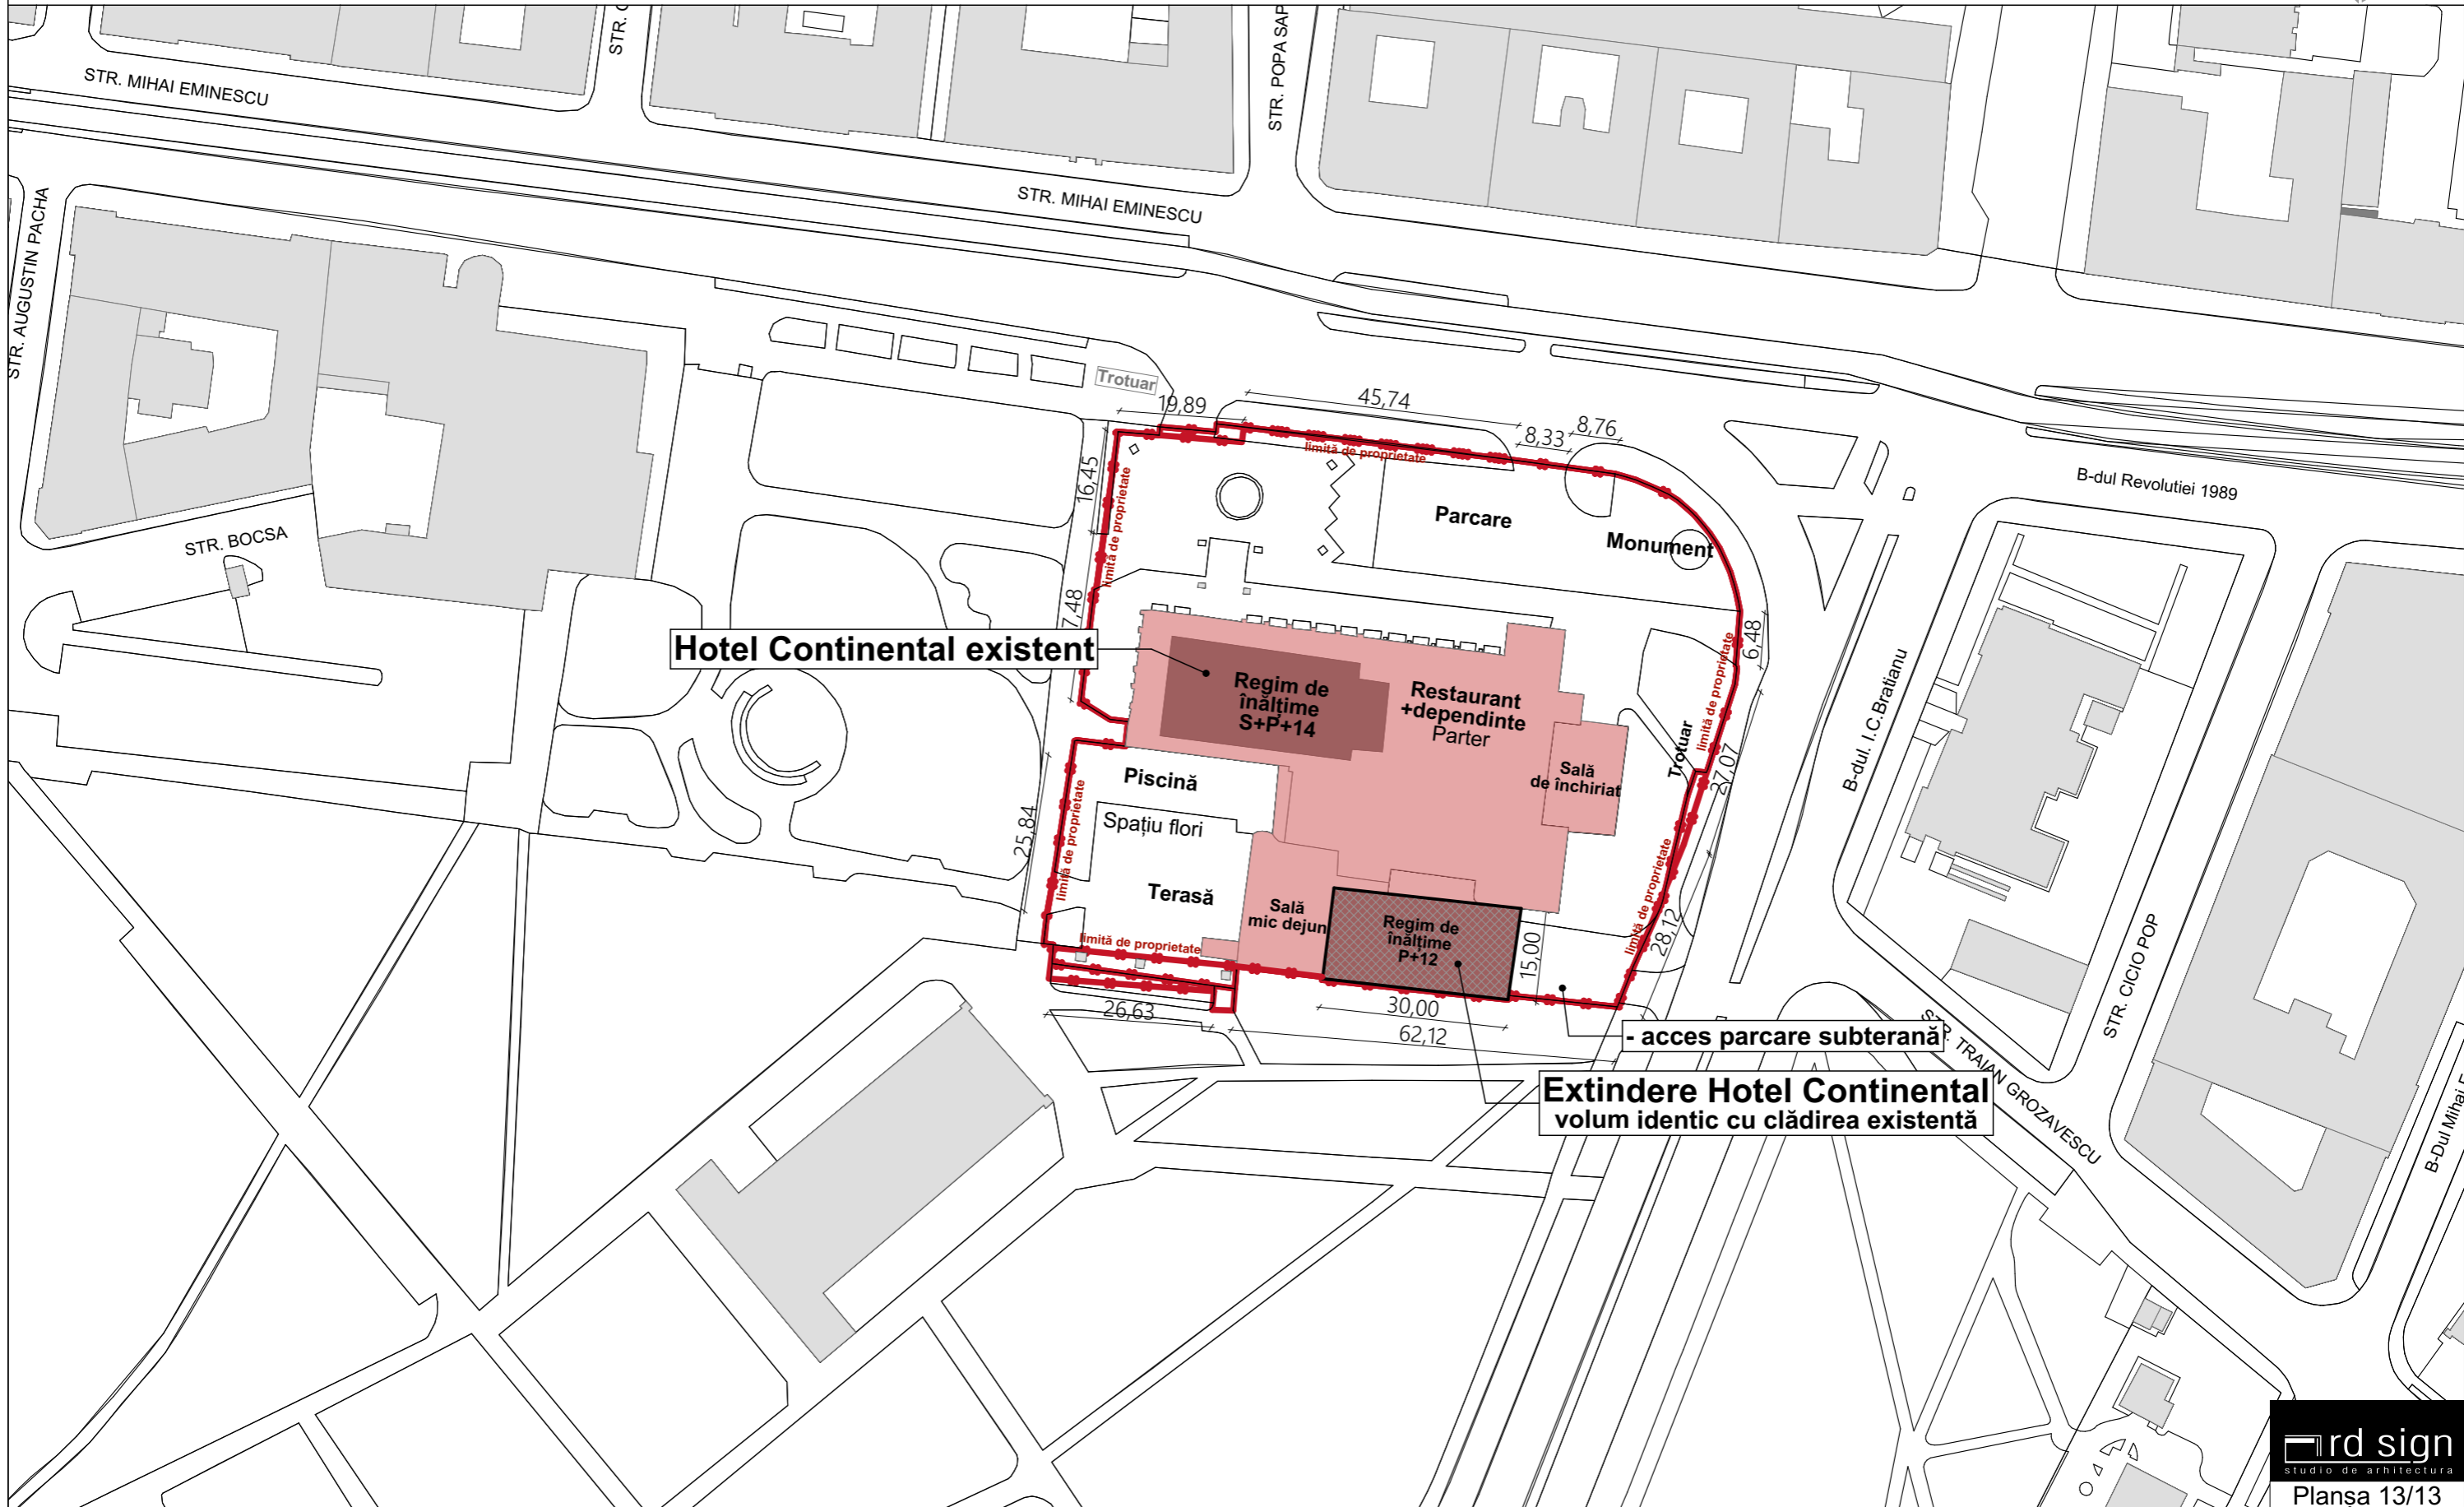 STR. MIHAI EMINESCU
STR. POPA SAP
STR. MIHAI EMINESCU
STR. AUGUSTIN PACHA
STR. BOCSA
B-dul Revolutiei 1989
Trotuar
19,89
45,74
8,33
8,76
limită de proprietate
16,45
limită de proprietate
7,48
Parcare
Monument
6,48
limită de proprietate
Hotel Continental existent
Regim de
înălțime
S+P+14
Restaurant
+dependinte
Parter
Sală
de închiriat
Trotuar
27,07
B-dul. I.C.Bratianu
Piscină
Spațiu flori
Terasă
25,84
limită de proprietate
Sală
mic dejun
Regim de
înălțime
P+12
15,00
limită de proprietate
28,12
limită de proprietate
STR. CICIO POP
26,63
30,00
62,12
- acces parcare subterană
STR. TRAIAN GROZAVESCU
Extindere Hotel Continental
volum identic cu clădirea existentă
B-Dul Mihai
rd sign
studio de arhitectura
Planșa 13/13